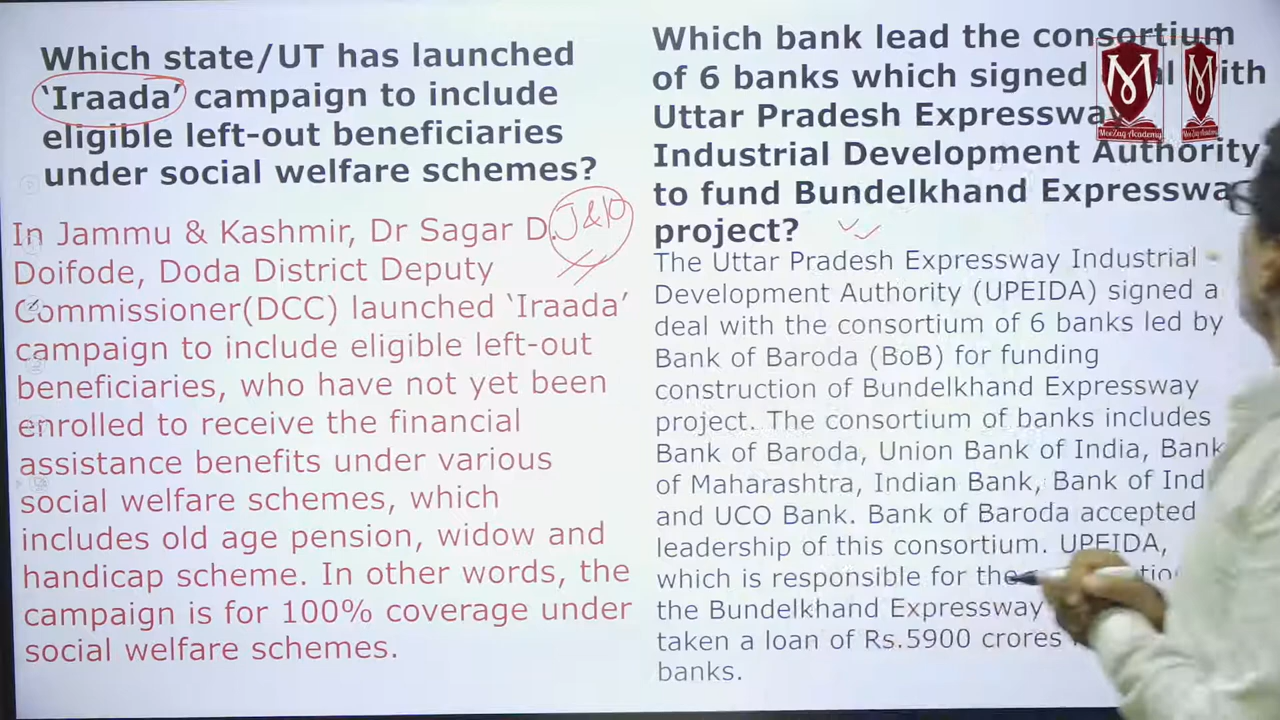 Which state/UT has launched
‘Iraada’ campaign to include
eligible left-out beneficiaries
under social welfare schemes?
In Jammu & Kashmir, Dr Sagar D.
J&K
Doifode, Doda District Deputy
Commissioner(DCC) launched ‘Iraada’
campaign to include eligible left-out
beneficiaries, who have not yet been
enrolled to receive the financial
assistance benefits under various
social welfare schemes, which
includes old age pension, widow and
handicap scheme. In other words, the
campaign is for 100% coverage under
social welfare schemes.
Which bank lead the consortium
of 6 banks which signed with
Uttar Pradesh Expressway
Industrial Development Authority
to fund Bundelkhand
project?
The Uttar Pradesh Expressway Industrial
Development Authority (UPEIDA) signed a
deal with the consortium of 6 banks led by
Bank of Baroda (BoB) for funding
construction of Bundelkhand Expressway
project. The consortium of banks includes
Bank of Baroda, Union Bank of India, Bank
of Maharashtra, Indian Bank, Bank of
and UCO Bank. Bank of Baroda accepted
leadership of this consortium. UPEIDA,
which is responsible for the
the Bundelkhand Expressway
taken a loan of Rs.5900 crores
banks.
MeeZag Academy
MeeZag Academy